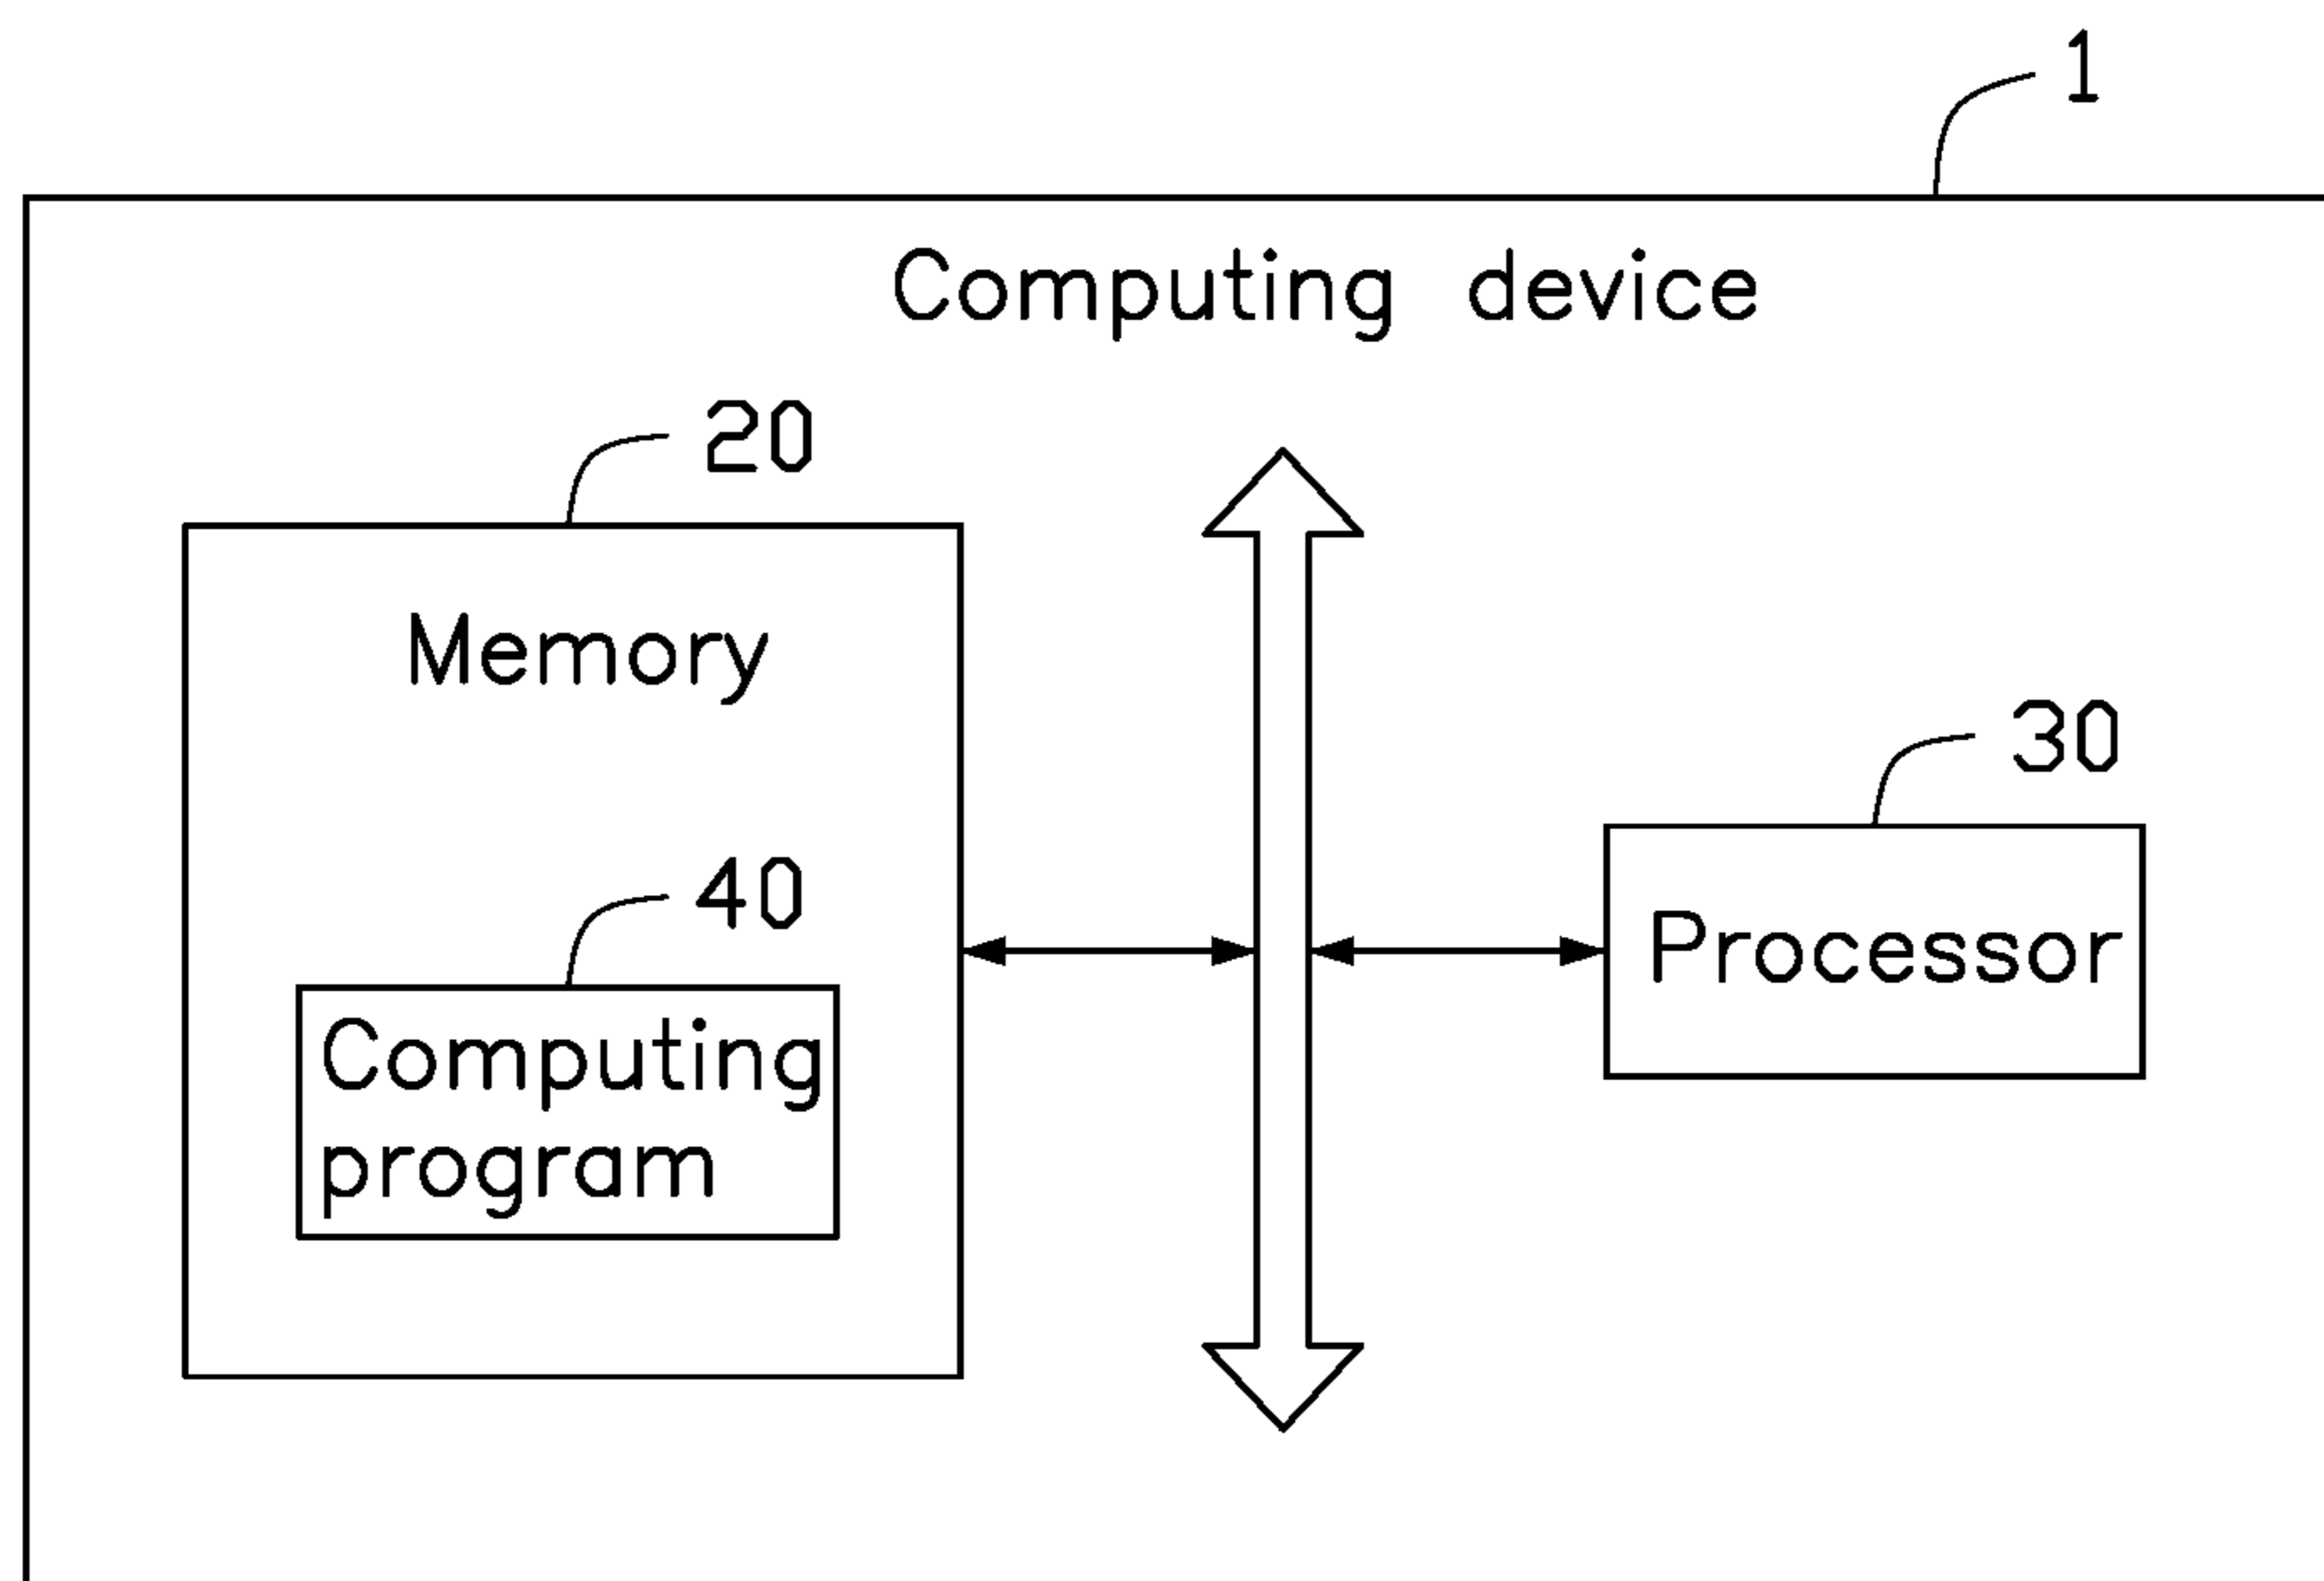 1
Computing device
20
Memory
30
40
Processor
Computing
program